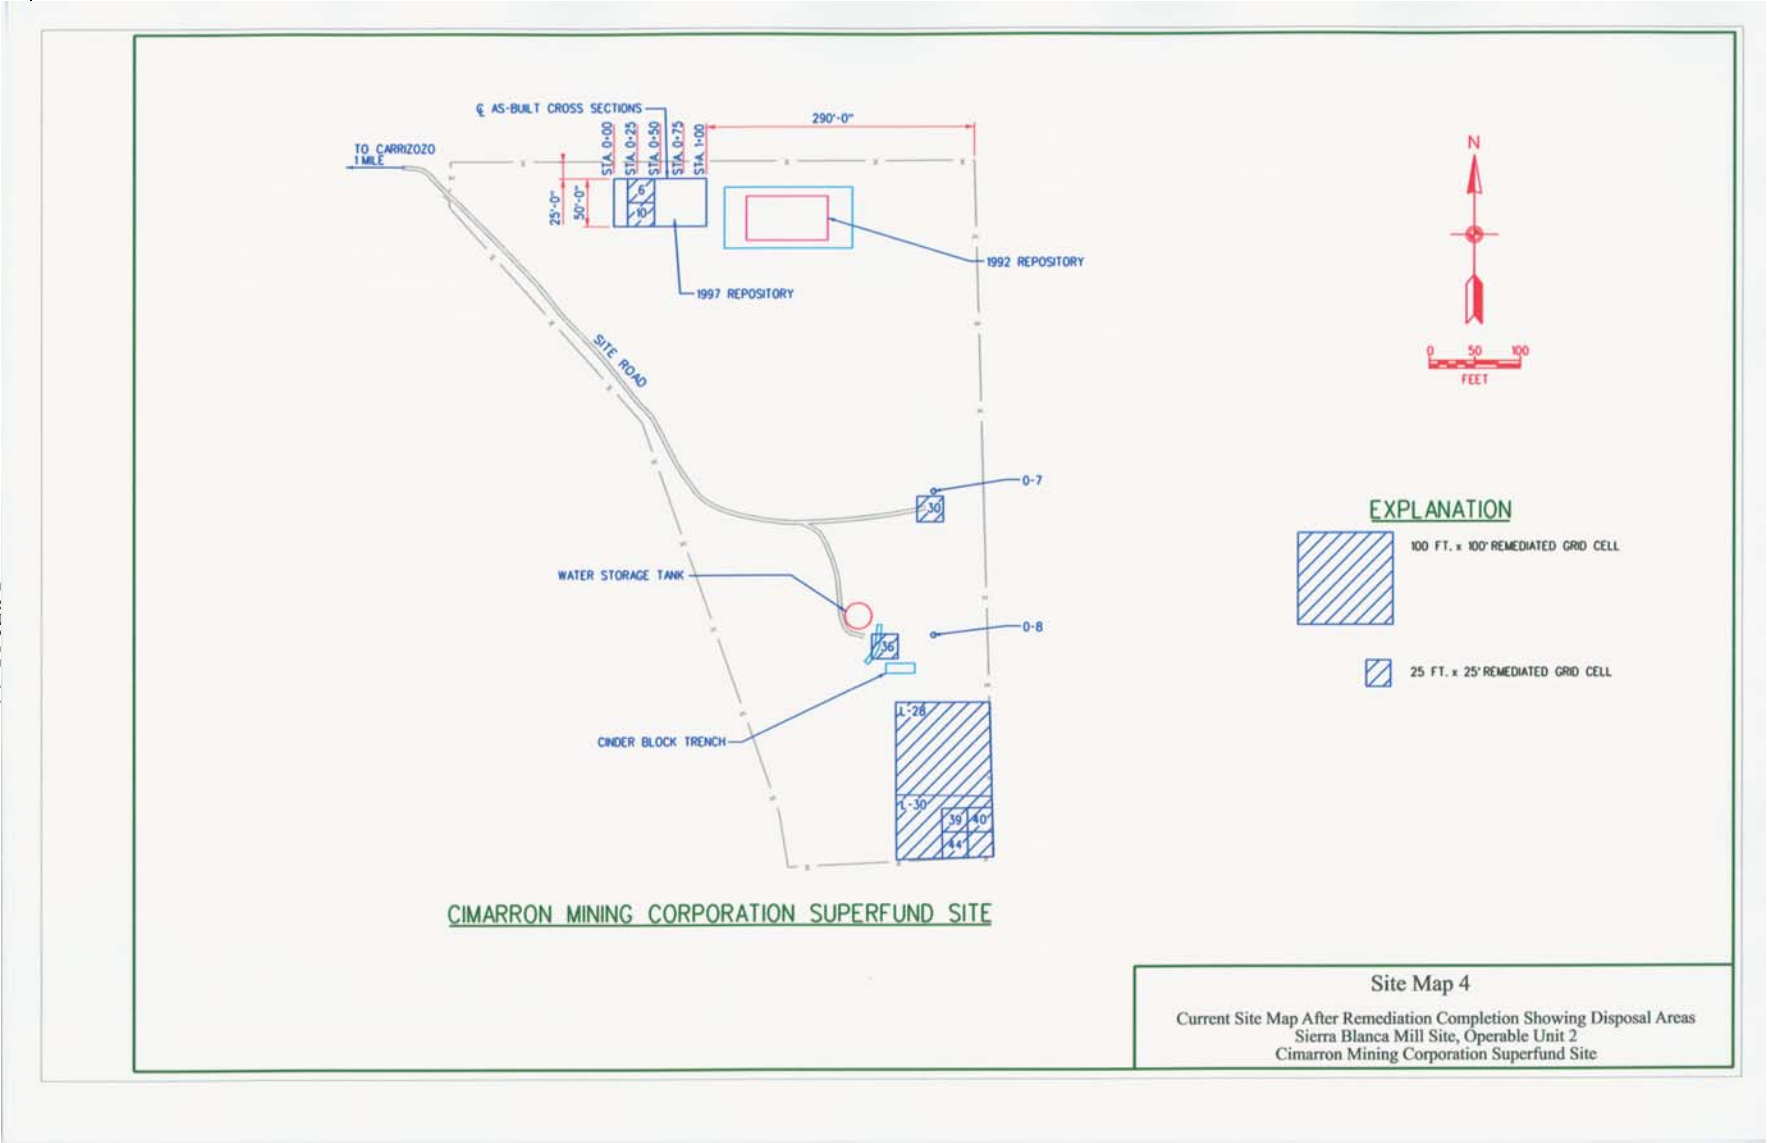 ₵ AS-BUILT CROSS SECTIONS
290'-0"
STA. 0+00
STA. 0+25
STA. 0+50
STA. 0+75
STA. 1+00
TO CARRIZOZO
1 MILE
25'-0"
50'-0"
6
10
1992 REPOSITORY
1997 REPOSITORY
SITE ROAD
N
0 50 100
FEET
0-7
30
EXPLANATION
100 FT. x 100' REMEDIATED GRID CELL
WATER STORAGE TANK
0-8
36
25 FT. x 25' REMEDIATED GRID CELL
L-28
CINDER BLOCK TRENCH
L-30
39 40
44
CIMARRON MINING CORPORATION SUPERFUND SITE
Site Map 4
Current Site Map After Remediation Completion Showing Disposal Areas
Sierra Blanca Mill Site, Operable Unit 2
Cimarron Mining Corporation Superfund Site